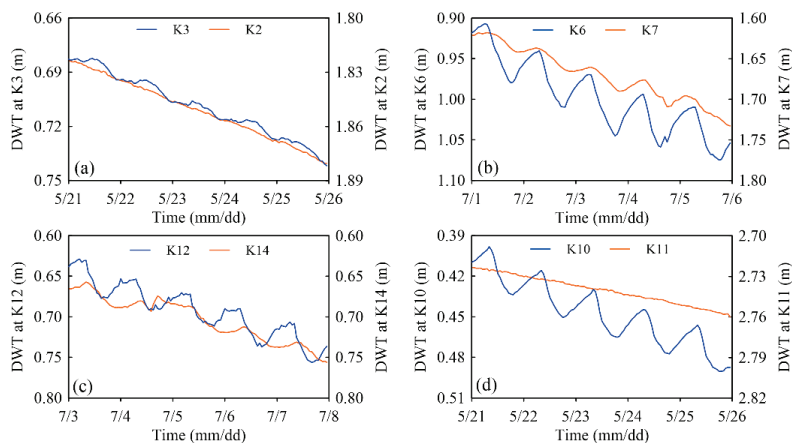 K3 K2
DWT at K3 (m)
0.66
0.69
0.72
0.75
1.80
1.83
1.86
1.89
DWT at K2 (m)
(a)
5/21 5/22 5/23 5/24 5/25 5/26
Time (mm/dd)
K6 K7
DWT at K6 (m)
0.90
0.95
1.00
1.05
1.10
1.60
1.65
1.70
1.75
1.80
DWT at K7 (m)
(b)
7/1 7/2 7/3 7/4 7/5 7/6
Time (mm/dd)
K12 K14
DWT at K12 (m)
0.60
0.65
0.70
0.75
0.80
0.60
0.65
0.70
0.75
0.80
DWT at K14 (m)
(c)
7/3 7/4 7/5 7/6 7/7 7/8
Time (mm/dd)
K10 K11
DWT at K10 (m)
0.39
0.42
0.45
0.48
0.51
2.70
2.73
2.76
2.79
2.82
DWT at K11 (m)
(d)
5/21 5/22 5/23 5/24 5/25 5/26
Time (mm/dd)